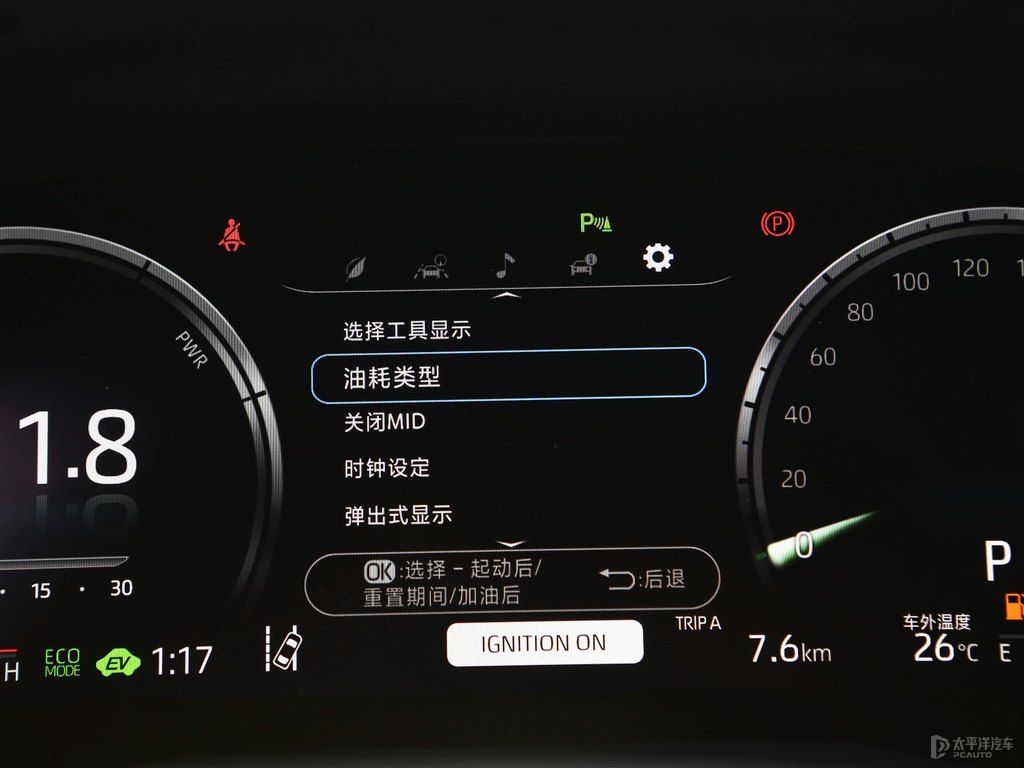 P
P
PWR
100
120
80
60
40
20
0
选择工具显示
油耗类型
关闭MID
时钟设定
弹出式显示
OK:选择－起动后/
重置期间/加油后
:后退
1.8
15
30
P
H
ECO
MODE
EV
1:17
IGNITION ON
TRIP A
7.6km
车外温度
26℃
E
太平洋汽车
PCAUTO